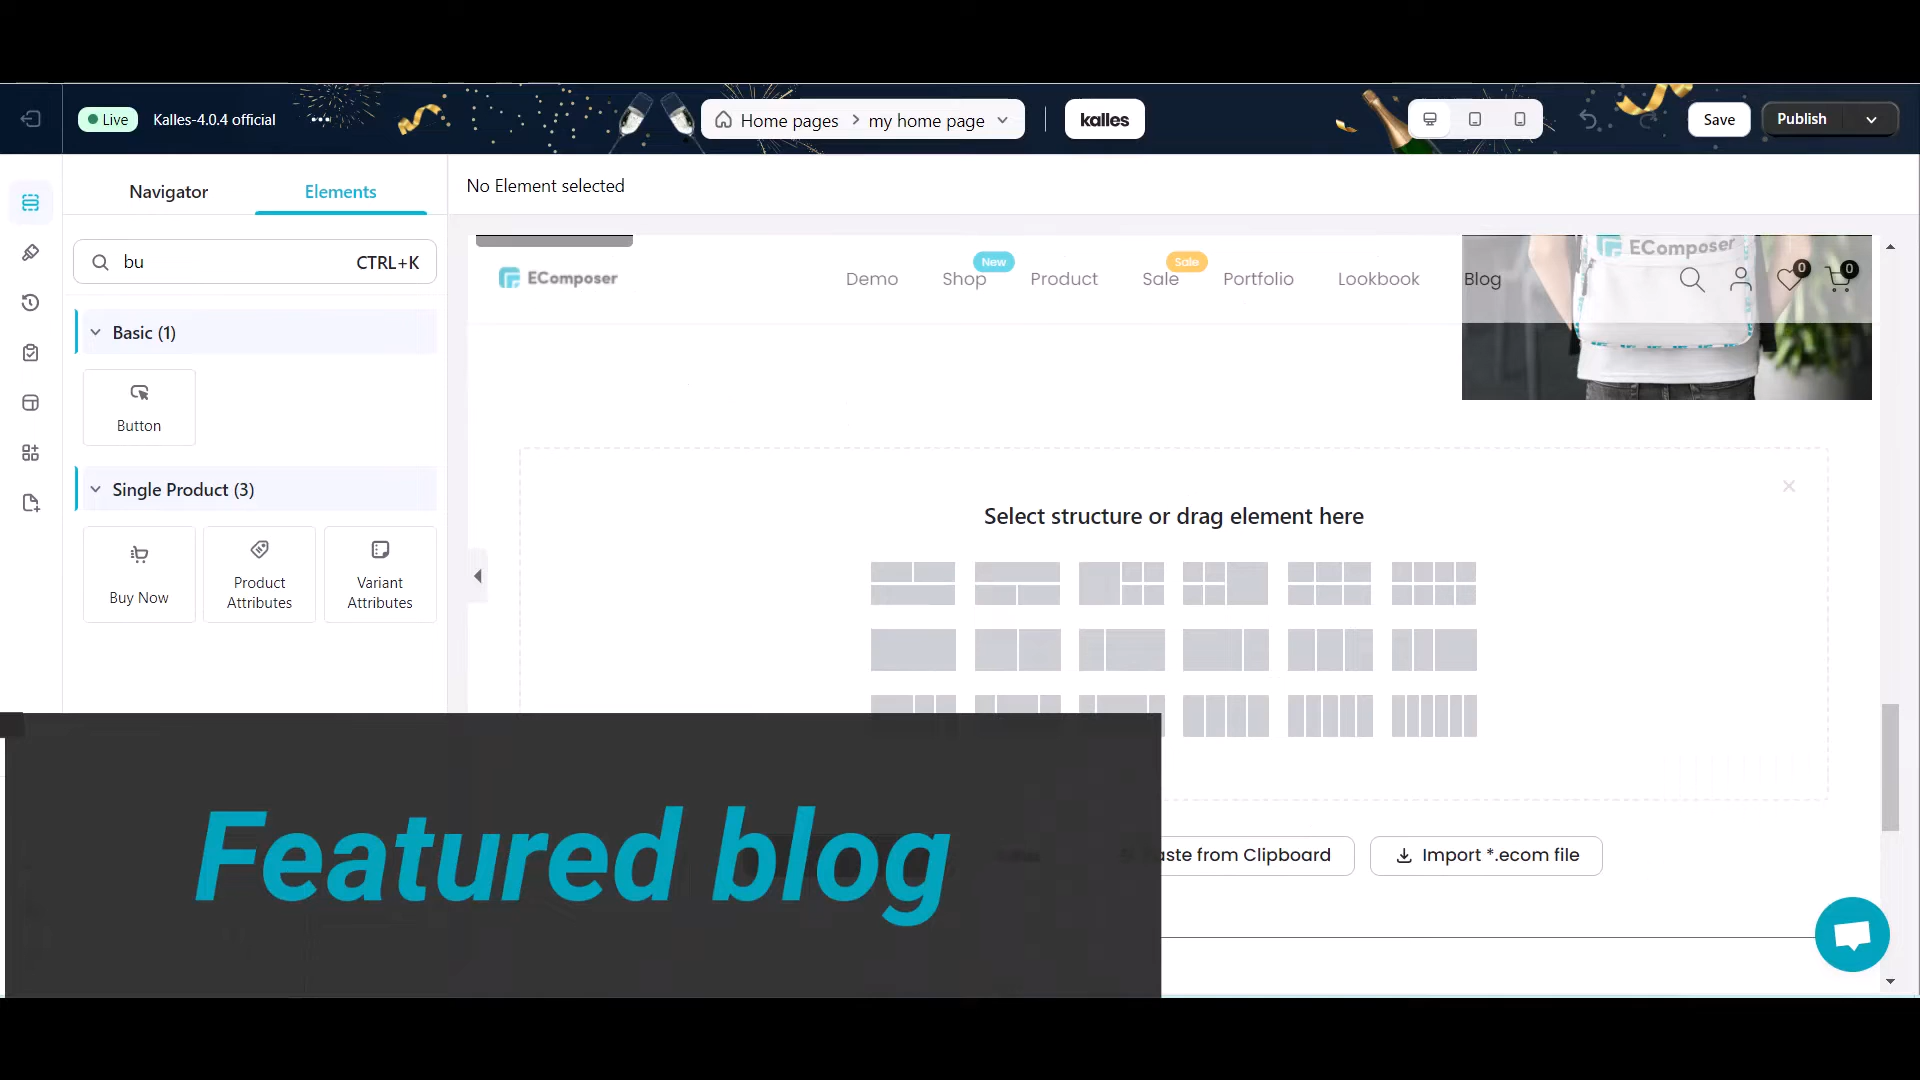 Live
Kalles-4.0.4 official
Home pages
my home page
kalles
Save
Publish
Navigator
Elements
No Element selected
bu
CTRL+K
Basic (1)
Button
Single Product (3)
Buy Now
Product
Attributes
Variant
Attributes
EComposer
Demo
Shop
New
Product
Sale
Sale
Portfolio
Lookbook
Blog
0
0
EComposer
Select structure or drag element here
aste from Clipboard
Import *.ecom file
Featured blog